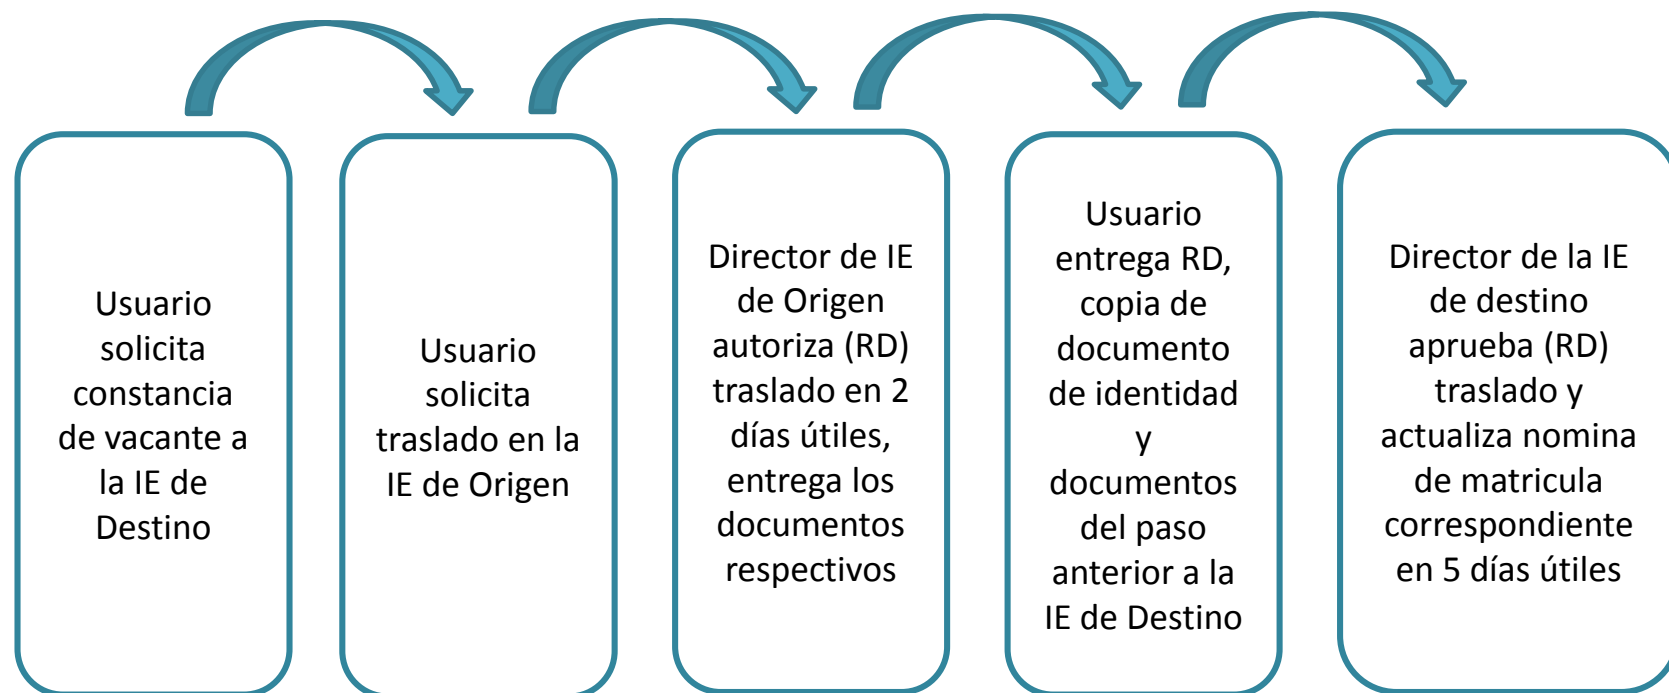 Usuario
solicita
constancia
de vacante a
la IE de
Destino
Usuario
solicita
traslado en la
IE de Origen
Director de IE
de Origen
autoriza (RD)
traslado en 2
días útiles,
entrega los
documentos
respectivos
Usuario
entrega RD,
copia de
documento
de identidad
y
documentos
del paso
anterior a la
IE de Destino
Director de la IE
de destino
aprueba (RD)
traslado y
actualiza nomina
de matricula
correspondiente
en 5 días útiles